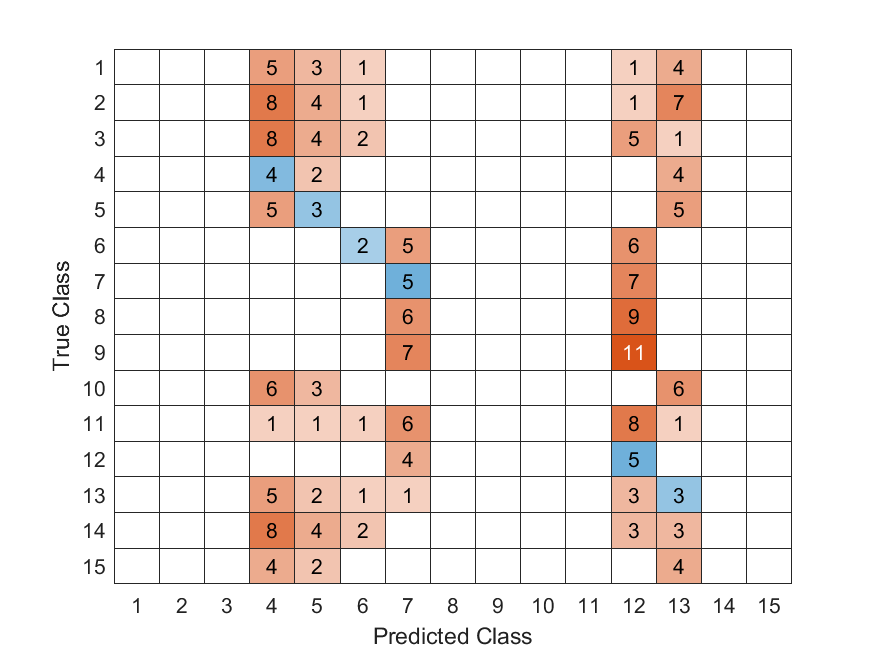 1 5 3 1 1 4
2 8 4 1 1 7
3 8 4 2 5 1
4 4 2 4
5 5 3 5
6 2 5 6
7 5 7
8 6 9
9 7 11
10 6 3 6
11 1 1 1 6 8 1
12 4 5
13 5 2 1 1 3 3
14 8 4 2 3 3
15 4 2 4
True Class
1 2 3 4 5 6 7 8 9 10 11 12 13 14 15
Predicted Class